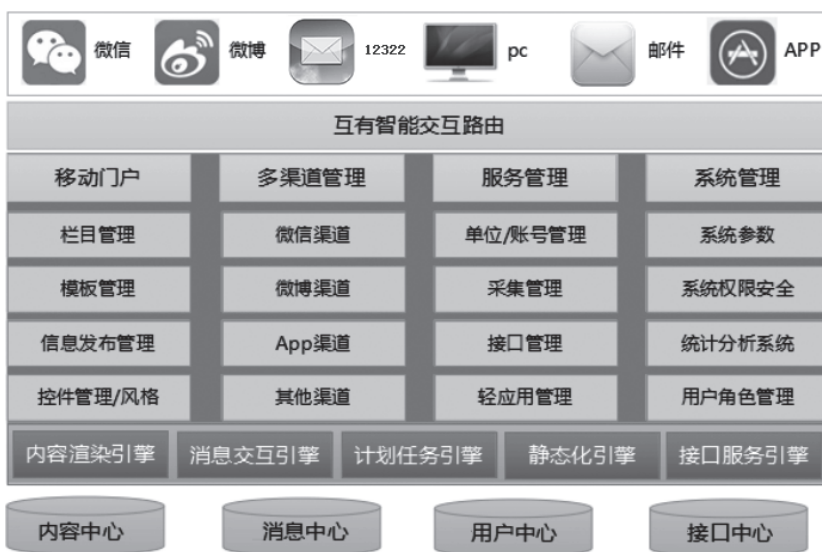 微信 微博 12322 pc 邮件 APP
互有智能交互路由
移动门户 多渠道管理 服务管理 系统管理
栏目管理 微信渠道 单位/账号管理 系统参数
模板管理 微博渠道 采集管理 系统权限安全
信息发布管理 App渠道 接口管理 统计分析系统
控件管理/风格 其他渠道 轻应用管理 用户角色管理
内容渲染引擎 消息交互引擎 计划任务引擎 静态化引擎 接口服务引擎
内容中心 消息中心 用户中心 接口中心